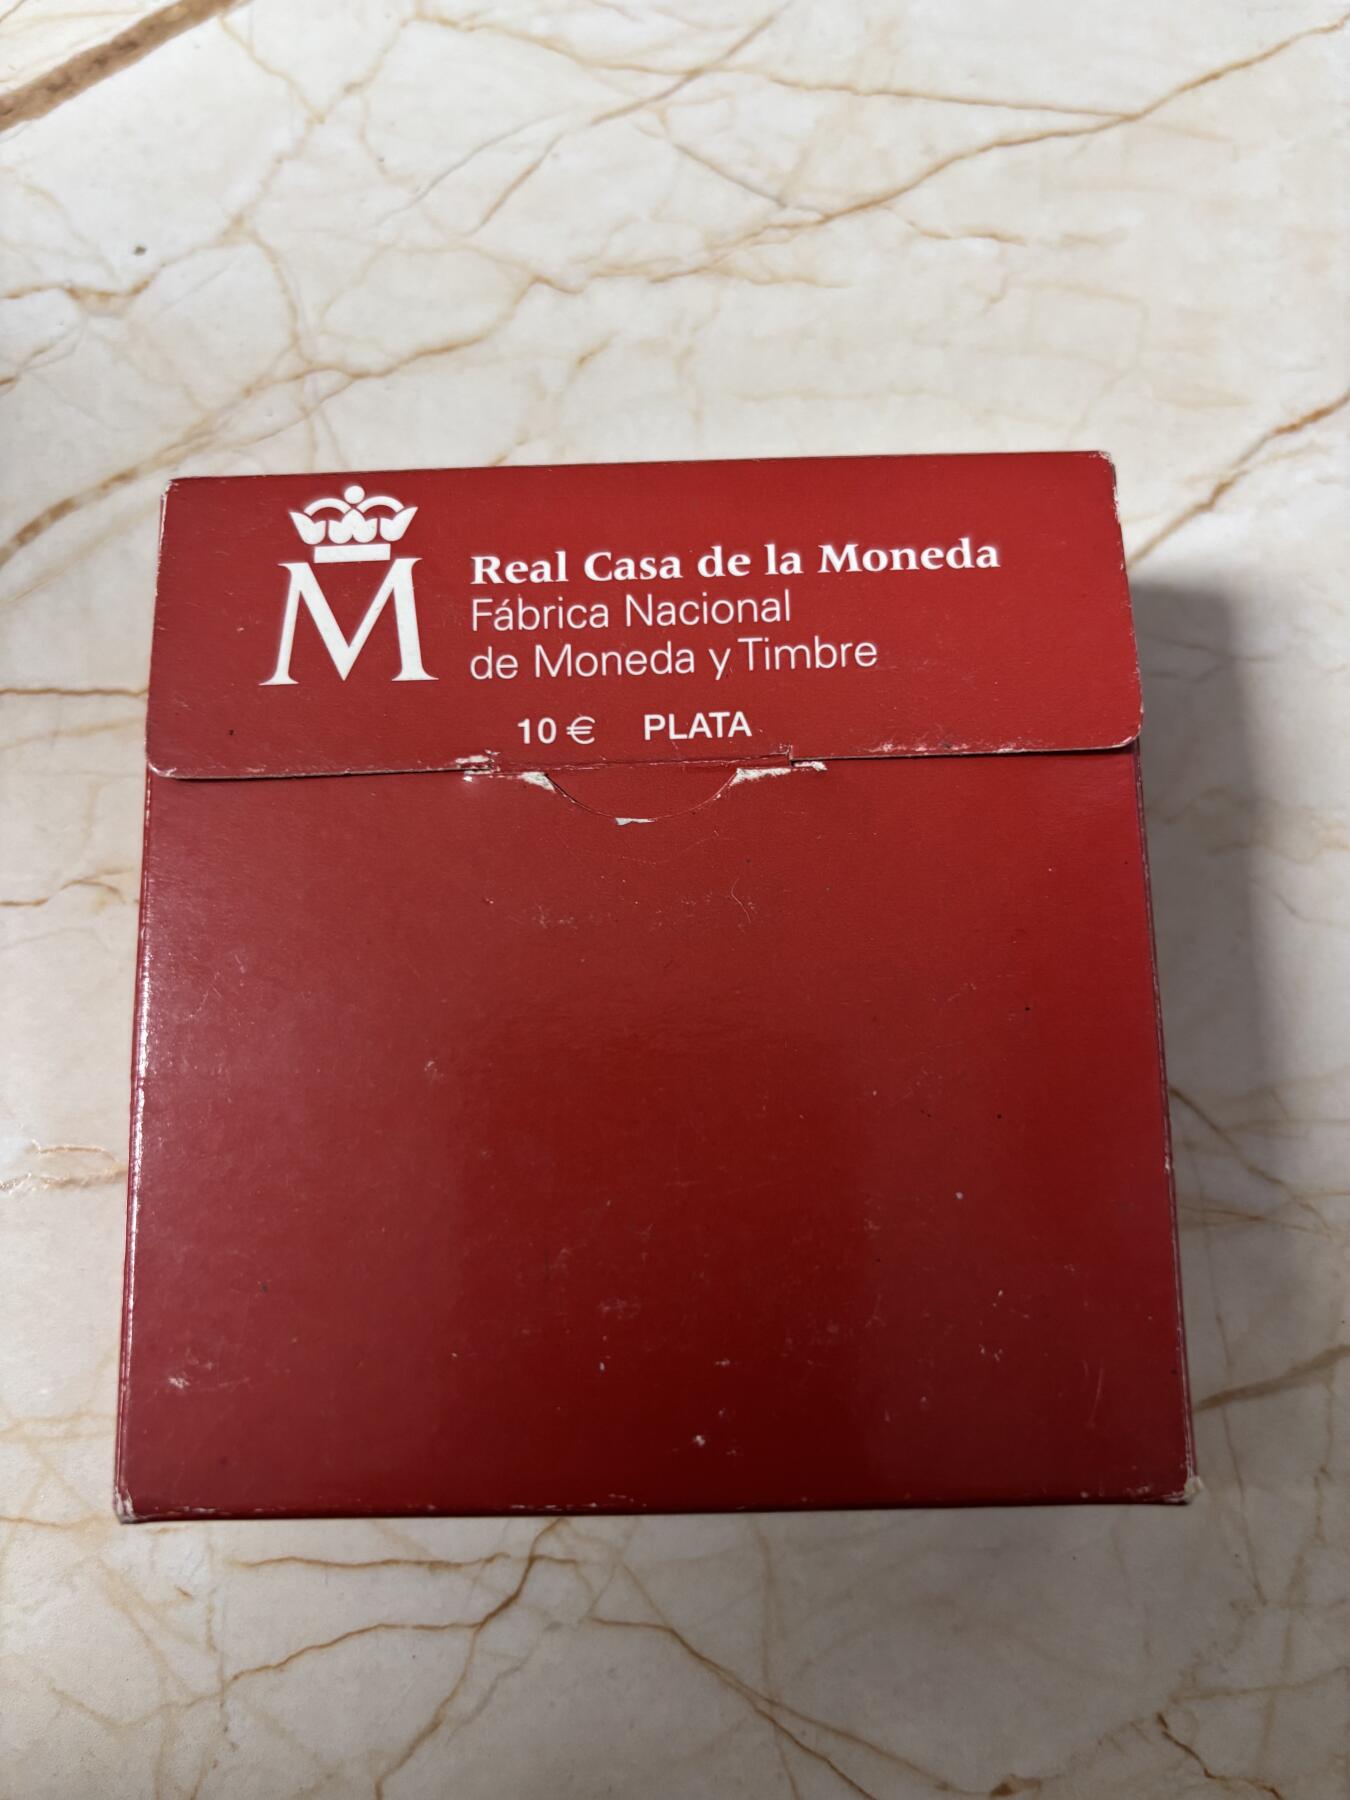 M
Real Casa de la Moneda
Fábrica Nacional
de Moneda y Timbre
10 € PLATA